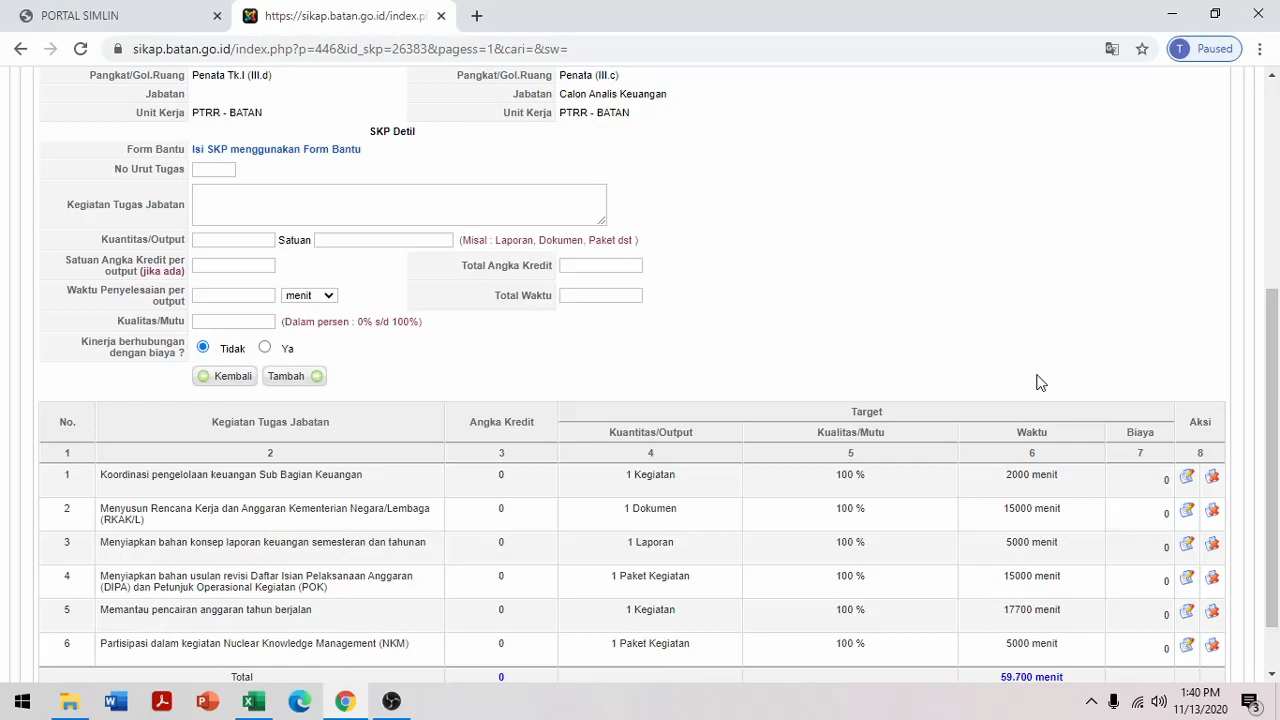 PORTAL SIMLIN
https://sikap.batan.go.id/index.p
sikap.batan.go.id/index.php?p=446&id_skp=26383&pagess=1&cari=&sw=
T Paused
Pangkat/Gol.Ruang Penata Tk.I (III.d) Pangkat/Gol.Ruang Penata (III.c)
Jabatan Jabatan Calon Analis Keuangan
Unit Kerja PTRR - BATAN Unit Kerja PTRR - BATAN
SKP Detil
Form Bantu Isi SKP menggunakan Form Bantu
No Urut Tugas
Kegiatan Tugas Jabatan
Kuantitas/Output Satuan (Misal : Laporan, Dokumen, Paket dst )
Satuan Angka Kredit per
output (jika ada) Total Angka Kredit
Waktu Penyelesaian per
output menit Total Waktu
Kualitas/Mutu (Dalam persen : 0% s/d 100%)
Kinerja berhubungan
dengan biaya ? Tidak Ya
Kembali Tambah
No. Kegiatan Tugas Jabatan Angka Kredit Target Aksi
Kuantitas/Output Kualitas/Mutu Waktu Biaya
1 2 3 4 5 6 7 8
1 Koordinasi pengelolaan keuangan Sub Bagian Keuangan 0 1 Kegiatan 100 % 2000 menit 0
2 Menyusun Rencana Kerja dan Anggaran Kementerian Negara/Lembaga
(RKAK/L) 0 1 Dokumen 100 % 15000 menit 0
3 Menyiapkan bahan konsep laporan keuangan semesteran dan tahunan 0 1 Laporan 100 % 5000 menit 0
4 Menyiapkan bahan usulan revisi Daftar Isian Pelaksanaan Anggaran
(DIPA) dan Petunjuk Operasional Kegiatan (POK) 0 1 Paket Kegiatan 100 % 15000 menit 0
5 Memantau pencairan anggaran tahun berjalan 0 1 Kegiatan 100 % 17700 menit 0
6 Partisipasi dalam kegiatan Nuclear Knowledge Management (NKM) 0 1 Paket Kegiatan 100 % 5000 menit 0
Total 0 59.700 menit
1:40 PM
11/13/2020
3